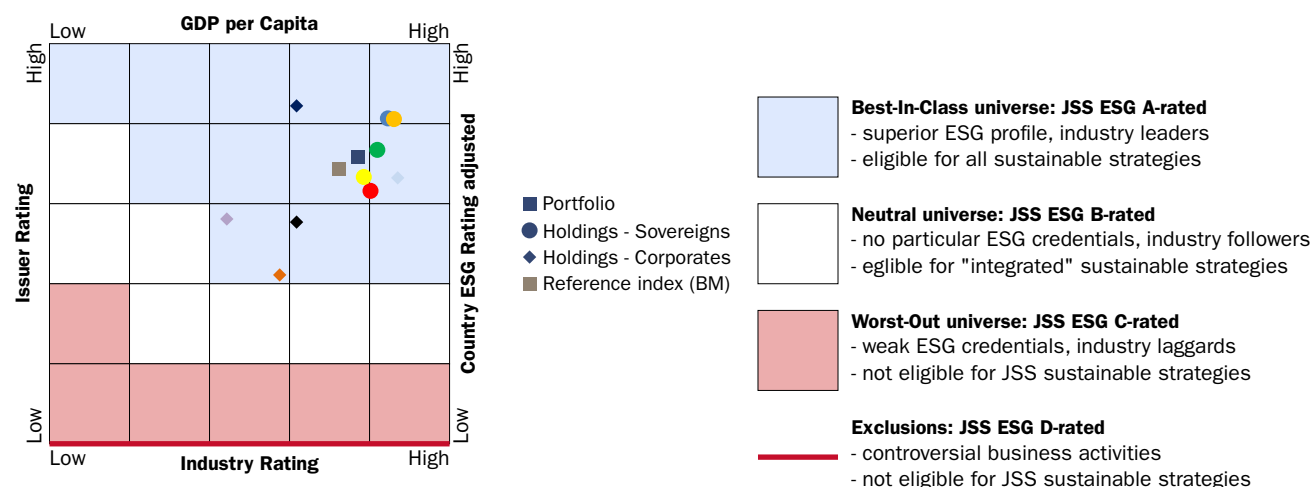 GDP per Capita
Low
High
High
High
Issuer Rating
Country ESG Rating adjusted
Low
Low
Low
High
Industry Rating
Portfolio
Holdings - Sovereigns
Holdings - Corporates
Reference index (BM)
Best-In-Class universe: JSS ESG A-rated
- superior ESG profile, industry leaders
- eligible for all sustainable strategies
Neutral universe: JSS ESG B-rated
- no particular ESG credentials, industry followers
- eglible for "integrated" sustainable strategies
Worst-Out universe: JSS ESG C-rated
- weak ESG credentials, industry laggards
- not eligible for JSS sustainable strategies
Exclusions: JSS ESG D-rated
- controversial business activities
- not eligible for JSS sustainable strategies